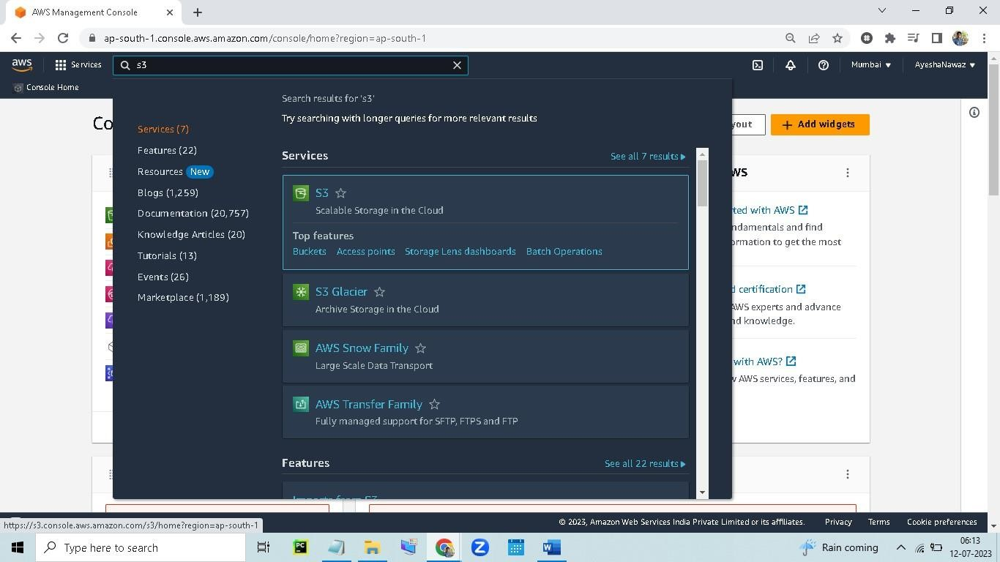 AWS Management Console
ap-south-1.console.aws.amazon.com/console/home?region=ap-south-1
aws
Services
s3
Mumbai
AyeshaNawaz
Console Home
Search results for 's3'
Try searching with longer queries for more relevant results
Co
yout
Add widgets
Services (7)
Features (22)
Resources New
Blogs (1,259)
Documentation (20,757)
Knowledge Articles (20)
Tutorials (13)
Events (26)
Marketplace (1,189)
Services
See all 7 results
S3
Scalable Storage in the Cloud
Top features
Buckets Access points Storage Lens dashboards Batch Operations
S3 Glacier
Archive Storage in the Cloud
AWS Snow Family
Large Scale Data Transport
AWS Transfer Family
Fully managed support for SFTP, FTPS and FTP
Features
See all 22 results
Imports from S3
WS
ted with AWS
ndamentals and find
ormation to get the most
d certification
AWS experts and advance
nd knowledge.
with AWS?
w AWS services, features, and
https://s3.console.aws.amazon.com/s3/home?region=ap-south-1
© 2023, Amazon Web Services India Private Limited or its affiliates.
Privacy
Terms
Cookie preferences
Type here to search
PC
Z
W
Rain coming
06:13
12-07-2023